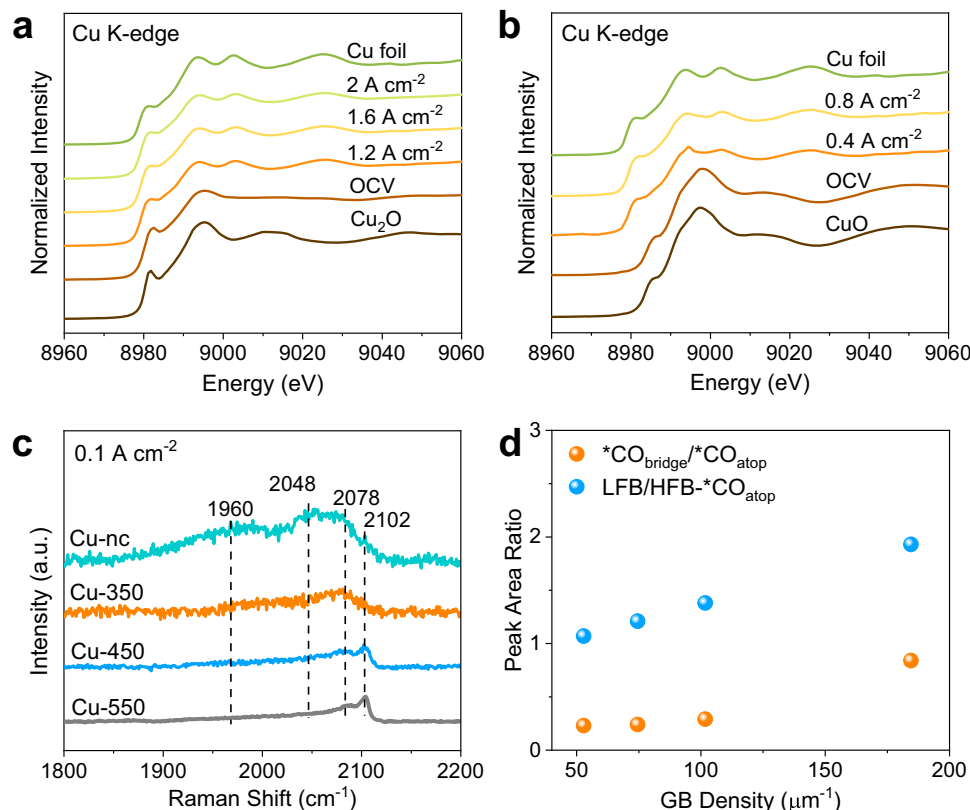 a
Cu K-edge
Cu foil
2 A cm-2
1.6 A cm-2
1.2 A cm-2
OCV
Cu2O
Normalized Intensity
8960 8980 9000 9020 9040 9060
Energy (eV)
b
Cu K-edge
Cu foil
0.8 A cm-2
0.4 A cm-2
OCV
CuO
Normalized Intensity
8960 8980 9000 9020 9040 9060
Energy (eV)
c
0.1 A cm-2
1960
2048
2078
2102
Cu-nc
Cu-350
Cu-450
Cu-550
Intensity (a.u.)
1800 1900 2000 2100 2200
Raman Shift (cm-1)
d
*CObridge/*COatop
LFB/HFB-*COatop
Peak Area Ratio
3
2
1
0
50 100 150 200
GB Density (μm-1)